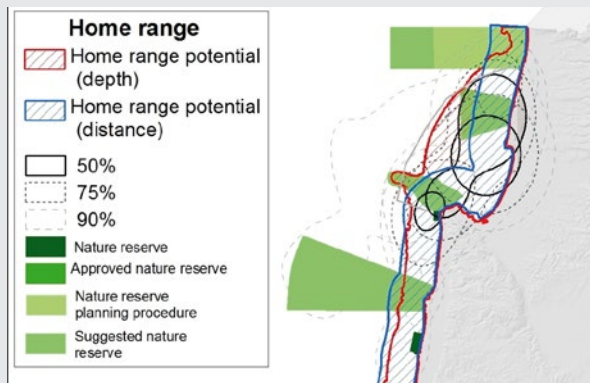 Home range
Home range potential
(depth)
Home range potential
(distance)
50%
75%
90%
Nature reserve
Approved nature reserve
Nature reserve
planning procedure
Suggested nature
reserve